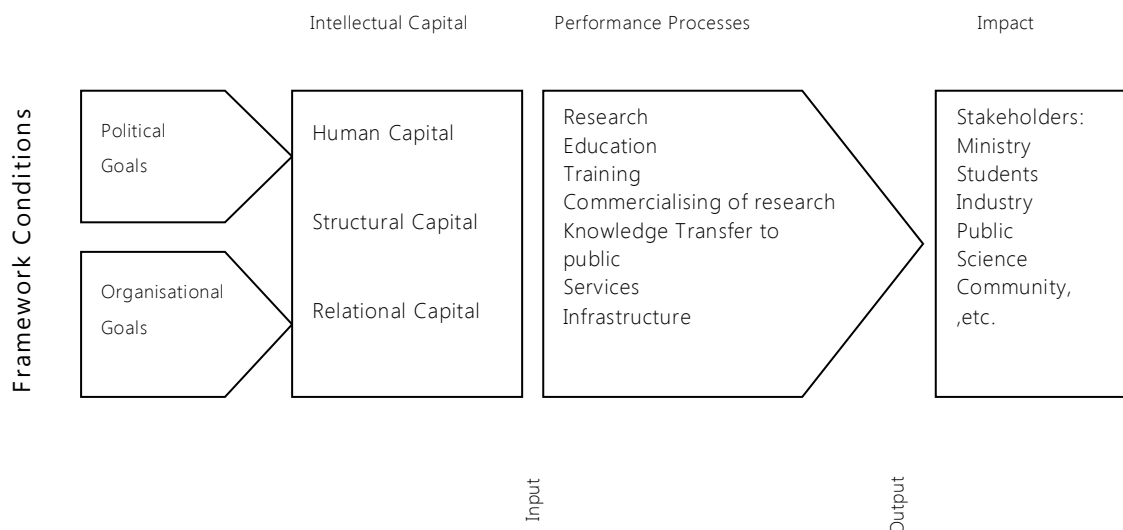 Intellectual Capital
Performance Processes
Impact
Framework Conditions
Political
Goals
Organisational
Goals
Human Capital
Structural Capital
Relational Capital
Research
Education
Training
Commercialising of research
Knowledge Transfer to
public
Services
Infrastructure
Stakeholders:
Ministry
Students
Industry
Public
Science
Community,
,etc.
Input
Output